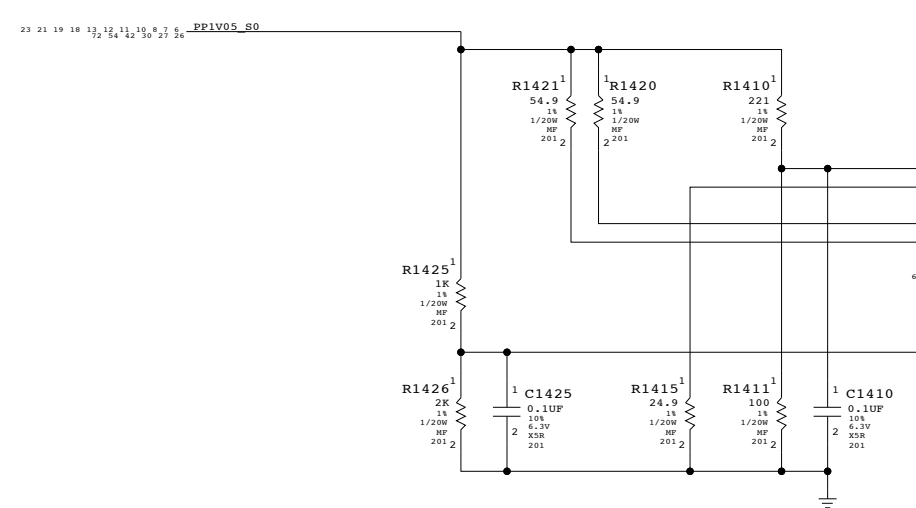 23 21 19 18 13 12 11 10 8 7 6 PP1V05_S0
72 54 42 30 27 26
R1421 1
54.9
1%
1/20W
MF
201 2
1 R1420
54.9
1%
1/20W
MF
2 201
R1410 1
221
1%
1/20W
MF
201 2
6
R1425 1
1K
1%
1/20W
MF
201 2
R1426 1
2K
1%
1/20W
MF
201 2
1 C1425
0.1UF
10%
6.3V
2 X5R
201
R1415 1
24.9
1%
1/20W
MF
201 2
R1411 1
100
1%
1/20W
MF
201 2
1 C1410
0.1UF
10%
6.3V
2 X5R
201